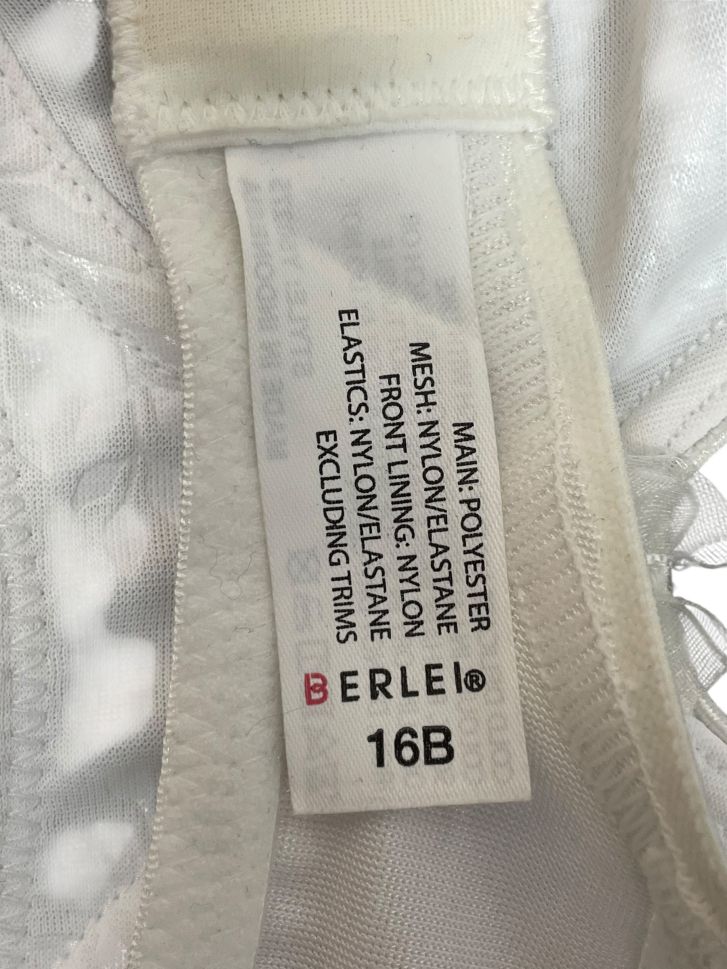 MAIN: POLYESTER
MESH: NYLON/ELASTANE
FRONT LINING: NYLON
ELASTICS: NYLON/ELASTANE
EXCLUDING TRIMS
BERLEI®
16B